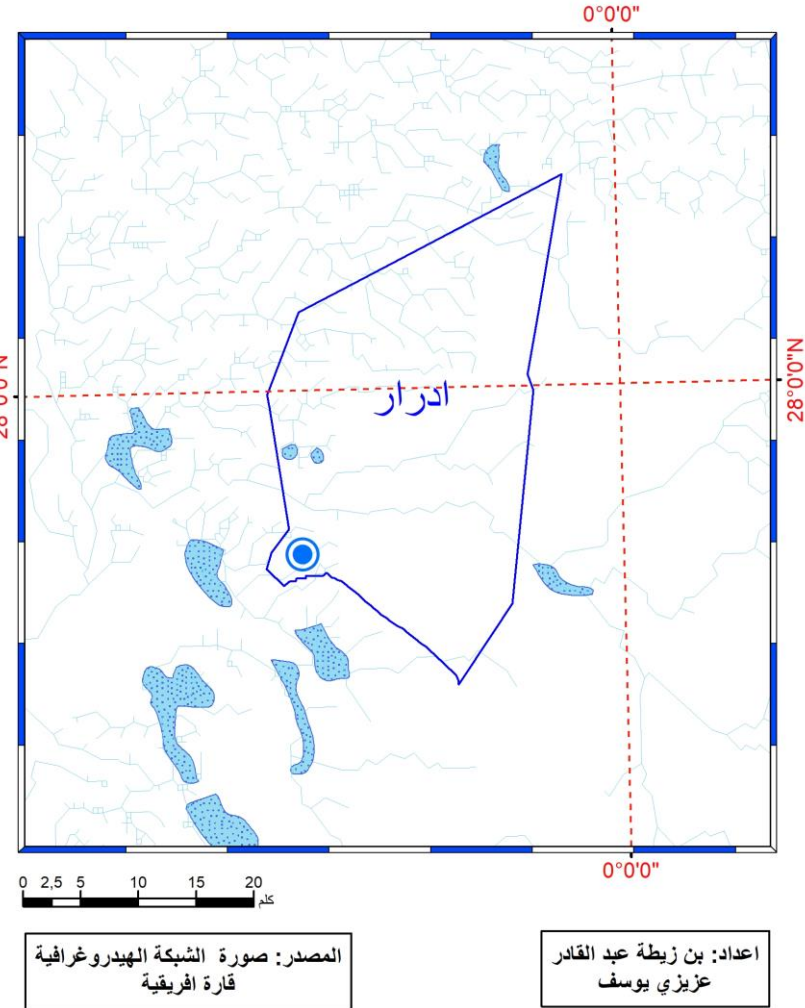 0°0'0"
28°0'0"N
28°0'0"N
ادرار
0°0'0"
0 2,5 5 10 15 20
كلم
المصدر: صورة الشبكة الهيدروغرافية
قارة افريقية
اعداد: بن زيطة عبد القادر
عزيزي يوسف